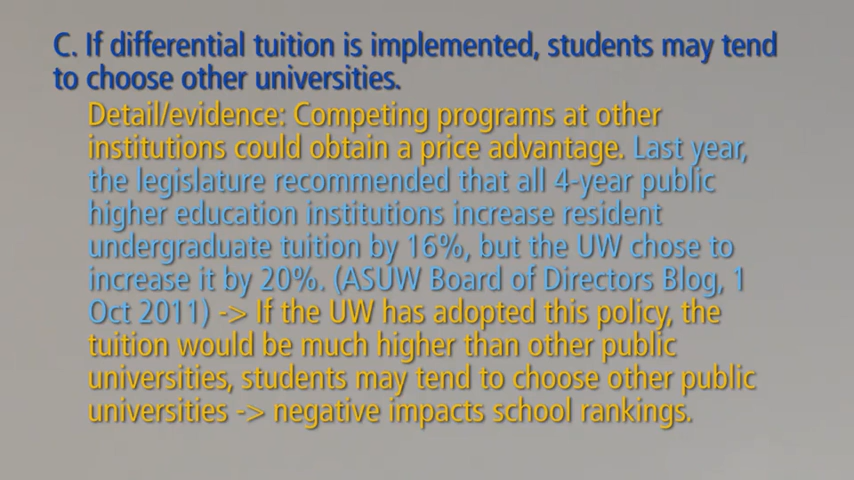 C. If differential tuition is implemented, students may tend
to choose other universities.
Detail/evidence: Competing programs at other
institutions could obtain a price advantage. Last year,
the legislature recommended that all 4-year public
higher education institutions increase resident
undergraduate tuition by 16%, but the UW chose to
increase it by 20%. (ASUW Board of Directors Blog, 1
Oct 2011) -> If the UW has adopted this policy, the
tuition would be much higher than other public
universities, students may tend to choose other public
universities -> negative impacts school rankings.